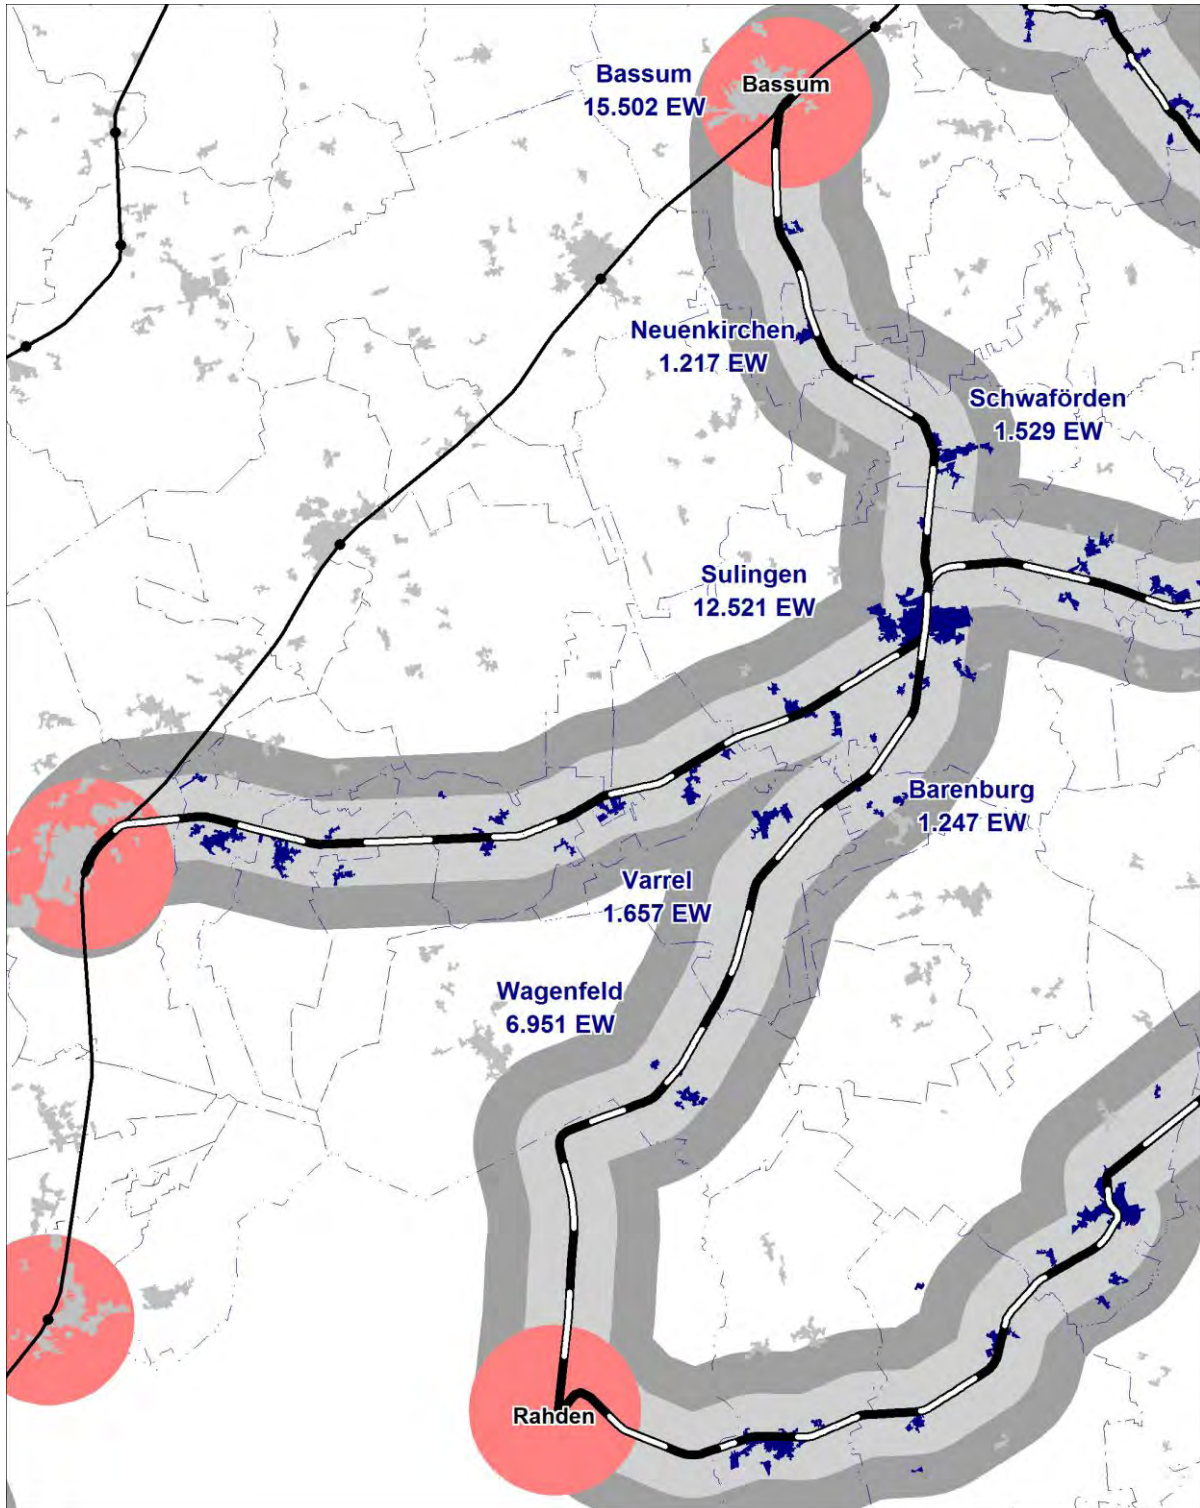 Bassum
15.502 EW
Bassum
Neuenkirchen
1.217 EW
Schwaförden
1.529 EW
Sulingen
12.521 EW
Barenburg
1.247 EW
Varrel
1.657 EW
Wagenfeld
6.951 EW
Rahden